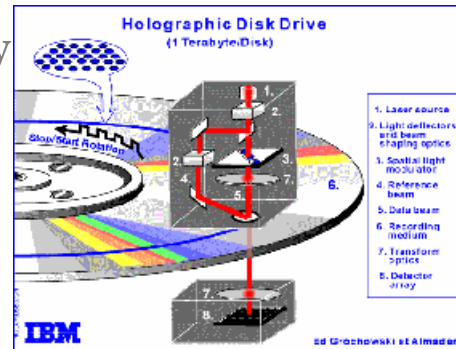 Holographic Disk Drive
(1 Terabyte/Disk)
y
1.
2.
Stop/Start Rotation
2.
3.
4.
7.
6.
1. Laser source
2. Light deflectors
and beam
shaping optics
3. Spatial light
modulator
4. Reference
beam
5. Data beam
6. Recording
medium
7. Transform
optics
8. Detector
array
7.
8.
IBM
Ed Grochowski at Almaden